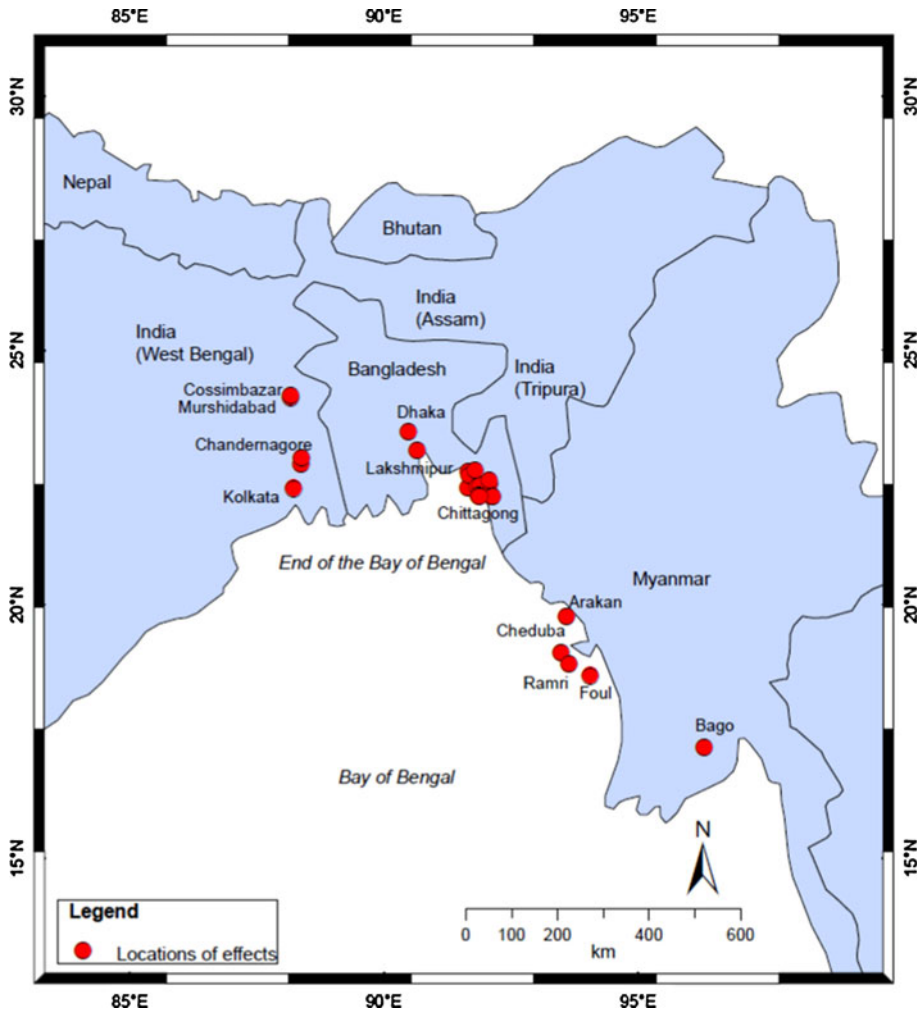 85°E 90°E 95°E
30°N
30°N
Nepal
Bhutan
India
(Assam)
India
(West Bengal)
25°N
25°N
Bangladesh
India
(Tripura)
Cossimbazar
Murshidabad
Dhaka
Chandernagore
Lakshmipur
Kolkata
Chittagong
End of the Bay of Bengal
Myanmar
20°N
20°N
Arakan
Cheduba
Ramri
Foul
Bago
Bay of Bengal
15°N
15°N
N
Legend
Locations of effects
0 100 200 400 600
km
85°E 90°E 95°E